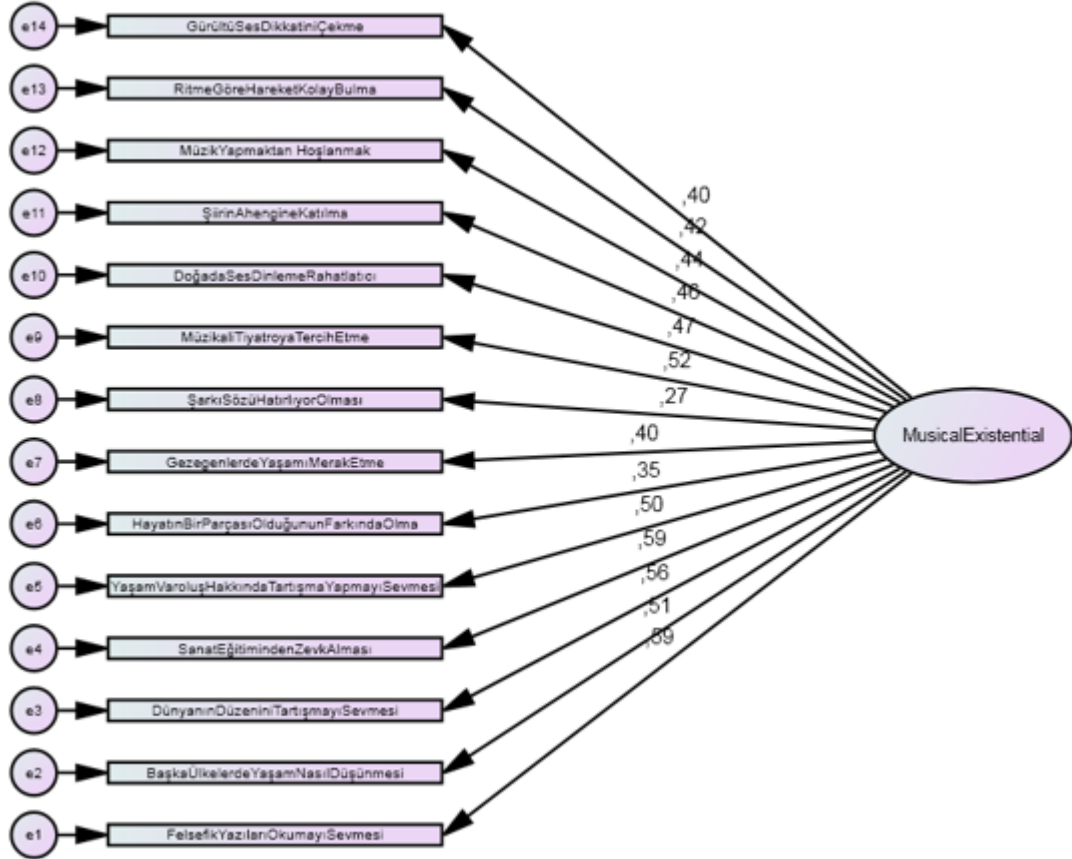 e14 GürültüSesDikkatiniÇekme
e13 RitmeGöreHareketKolayBulma
e12 MüzikYapmaktan Hoşlanmak
e11 ŞiirinAhengineKatılma
e10 DoğadaSesDinlemeRahatlatıcı
e9 MüzikaliTiyatroyaTercihEtme
e8 ŞarkıSözüHatırlıyorOlması
e7 GezegenlerdeYaşamıMerakEtme
e6 HayatınBirParçasıOlduğununFarkındaOlma
e5 YaşamVaroluşHakkındaTartışmaYapmayıSevmesi
e4 SanatEğitimindenZevkAlması
e3 DünyanınDüzeniniTartışmayıSevmesi
e2 BaşkaÜlkelerdeYaşamNasılDüşünmesi
e1 FelsefikYazılarıOkumayıSevmesi
,40
,42
,44
,46
,47
,52
,27
,40
,35
,50
,59
,56
,51
,59
MusicalExistential